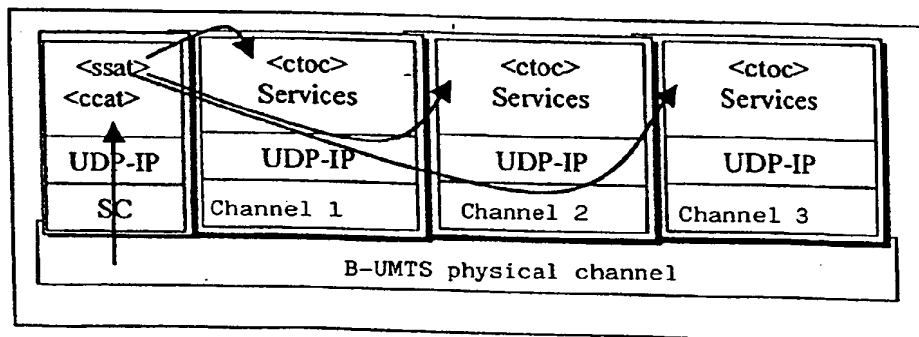 <ssat>
<ccat>
UDP-IP
SC
<ctoc>
Services
UDP-IP
Channel 1
<ctoc>
Services
UDP-IP
Channel 2
<ctoc>
Services
UDP-IP
Channel 3
B-UMTS physical channel